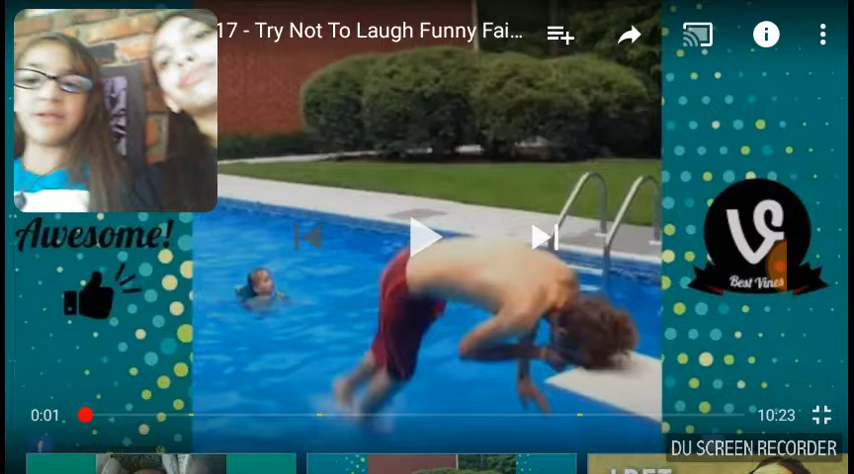 17 - Try Not To Laugh Funny Fai...
Awesome!
Best Vines
0:01
10:23
DU SCREEN RECORDER